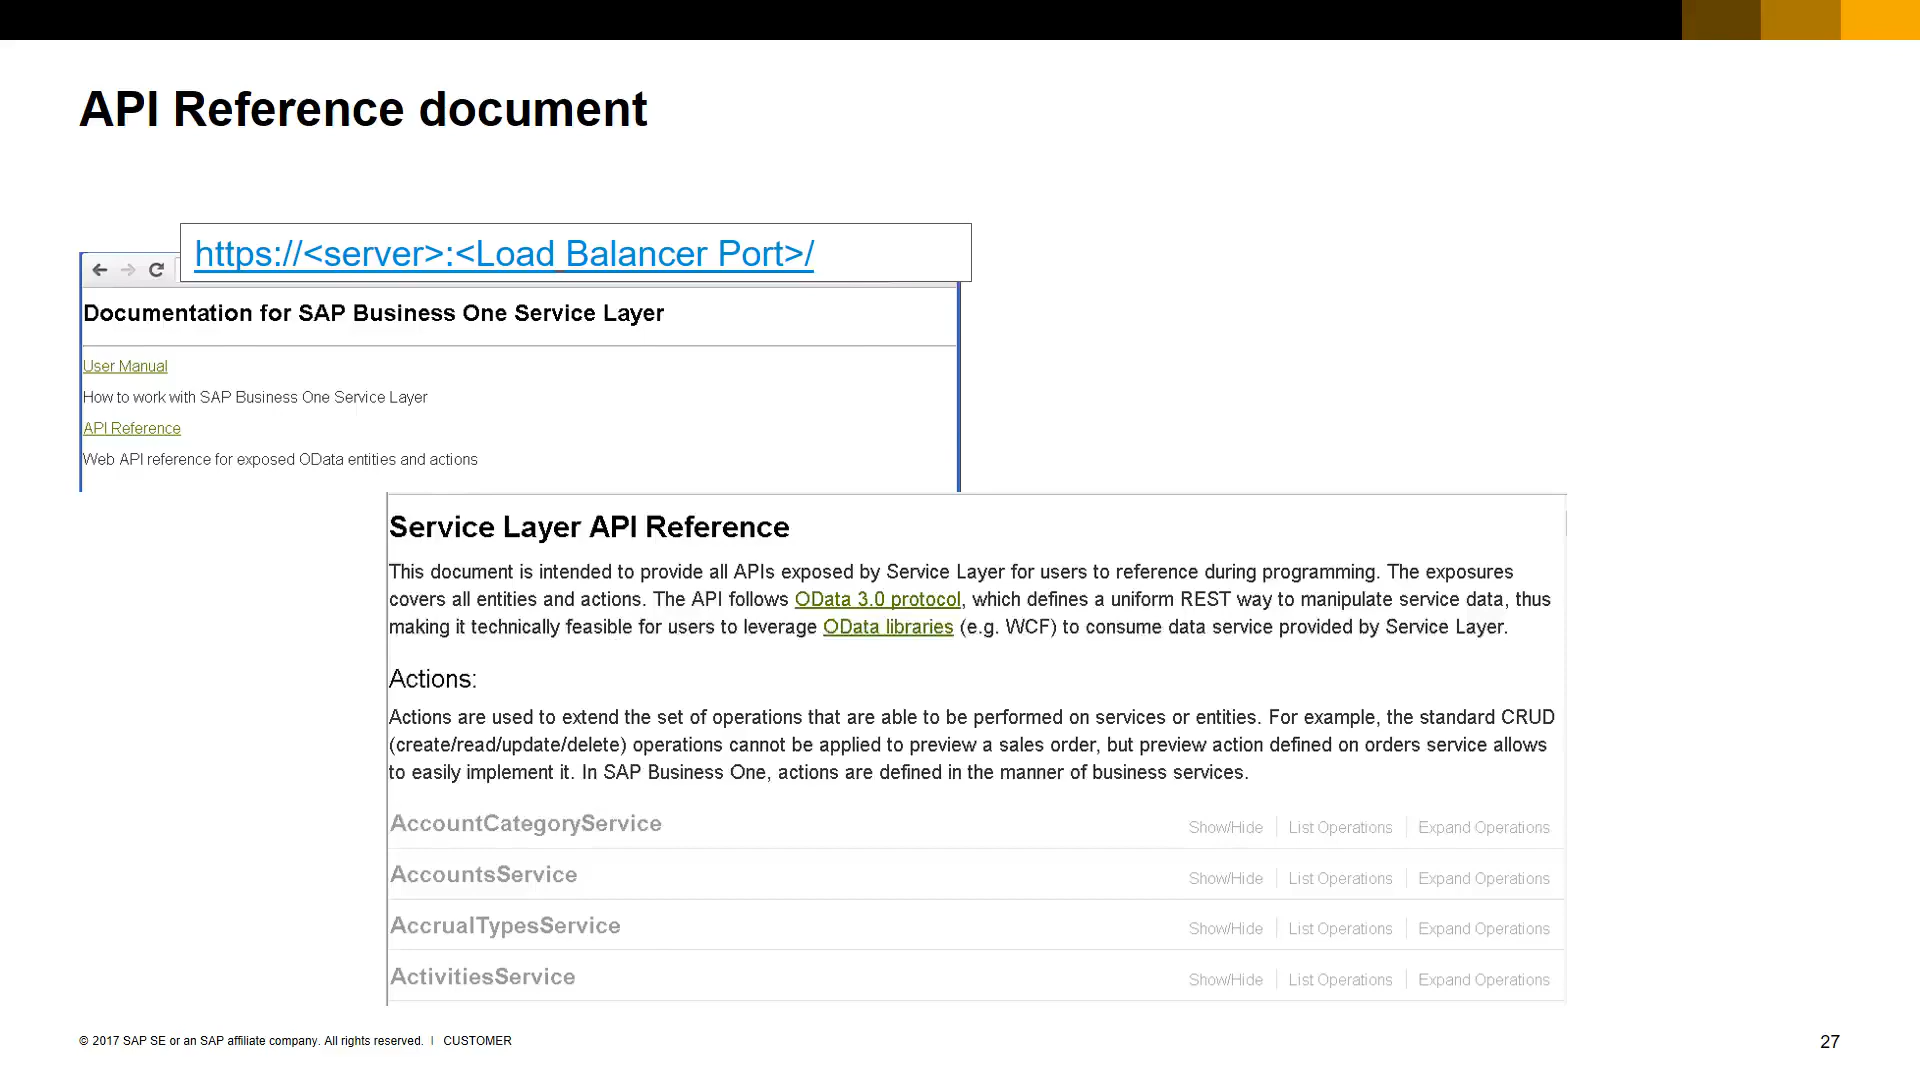 API Reference document
https://<server>:<Load Balancer Port>/
Documentation for SAP Business One Service Layer
User Manual
How to work with SAP Business One Service Layer
API Reference
Web API reference for exposed OData entities and actions
Service Layer API Reference
This document is intended to provide all APIs exposed by Service Layer for users to reference during programming. The exposures
covers all entities and actions. The API follows OData 3.0 protocol, which defines a uniform REST way to manipulate service data, thus
making it technically feasible for users to leverage OData libraries (e.g. WCF) to consume data service provided by Service Layer.
Actions:
Actions are used to extend the set of operations that are able to be performed on services or entities. For example, the standard CRUD
(create/read/update/delete) operations cannot be applied to preview a sales order, but preview action defined on orders service allows
to easily implement it. In SAP Business One, actions are defined in the manner of business services.
AccountCategoryService Show/Hide | List Operations | Expand Operations
AccountsService Show/Hide | List Operations | Expand Operations
AccrualTypesService Show/Hide | List Operations | Expand Operations
ActivitiesService Show/Hide | List Operations | Expand Operations
© 2017 SAP SE or an SAP affiliate company. All rights reserved. | CUSTOMER 27